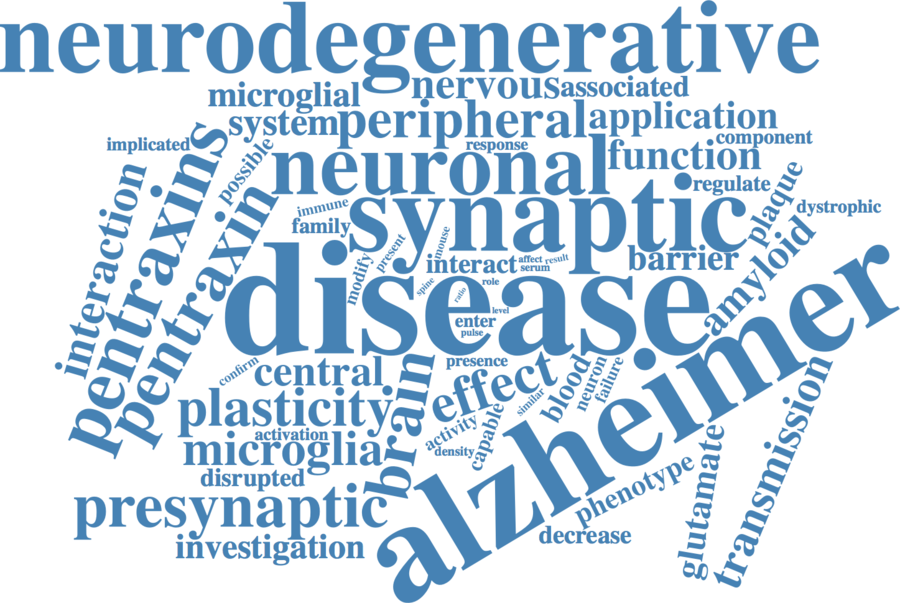 neurodegenerative
microglial
nervous
associated
system
peripheral
application
implicated
component
response
possible
neuronal
function
pentraxins
interaction
regulate
plaque
immune
synaptic
dystrophic
family
mouse
present
pentraxin
modify
interact
affect
result
serum
barrier
amyloid
spine
role
ratio
disease
level
enter
pulse
alzheimer
confirm
central
presence
effect
brain
blood
neuron
failure
similar
plasticity
activity
capable
activation
microglia
density
disrupted
presynaptic
phenotype
glutamate
transmission
decrease
investigation